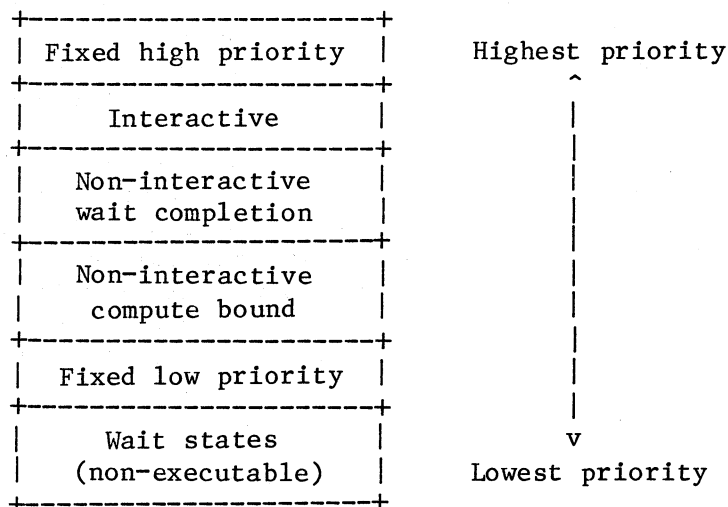 Fixed high priority Highest priority
Interactive
Non-interactive
wait completion
Non-interactive
compute bound
Fixed low priority
Wait states
(non-executable) Lowest priority